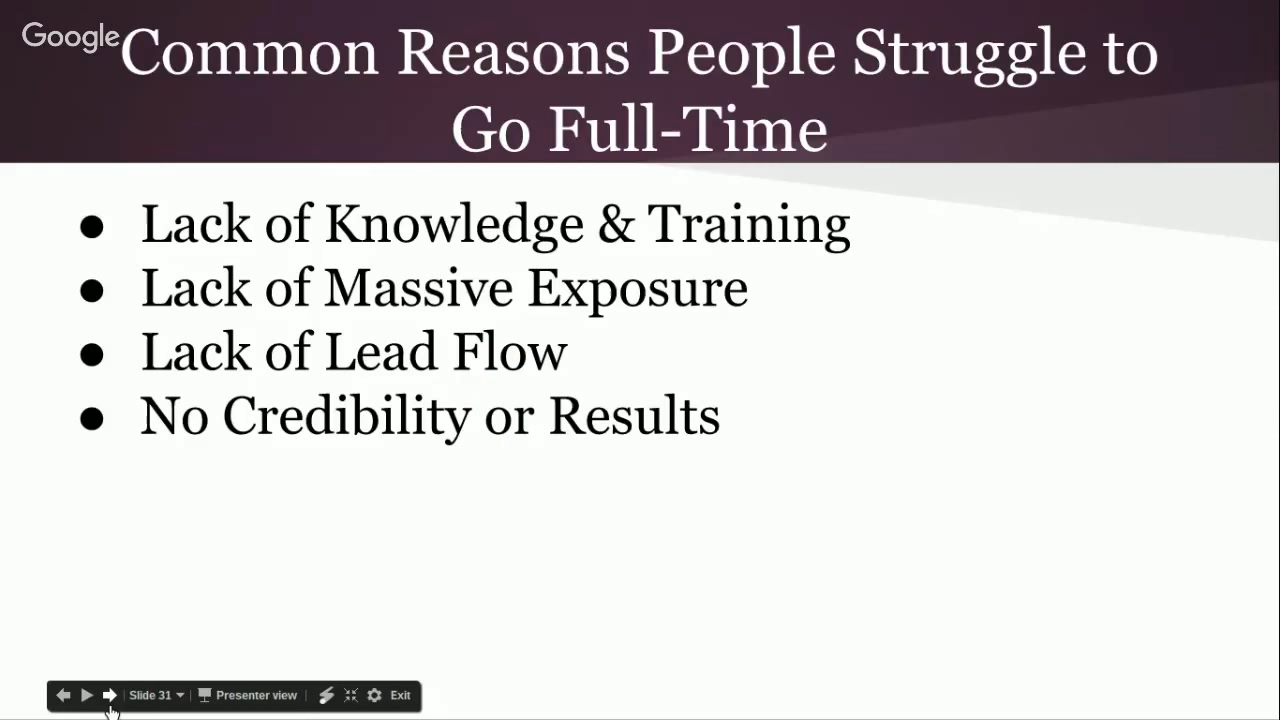 Google
Common Reasons People Struggle to
Go Full-Time
● Lack of Knowledge & Training
● Lack of Massive Exposure
● Lack of Lead Flow
● No Credibility or Results
Slide 31 Presenter view Exit